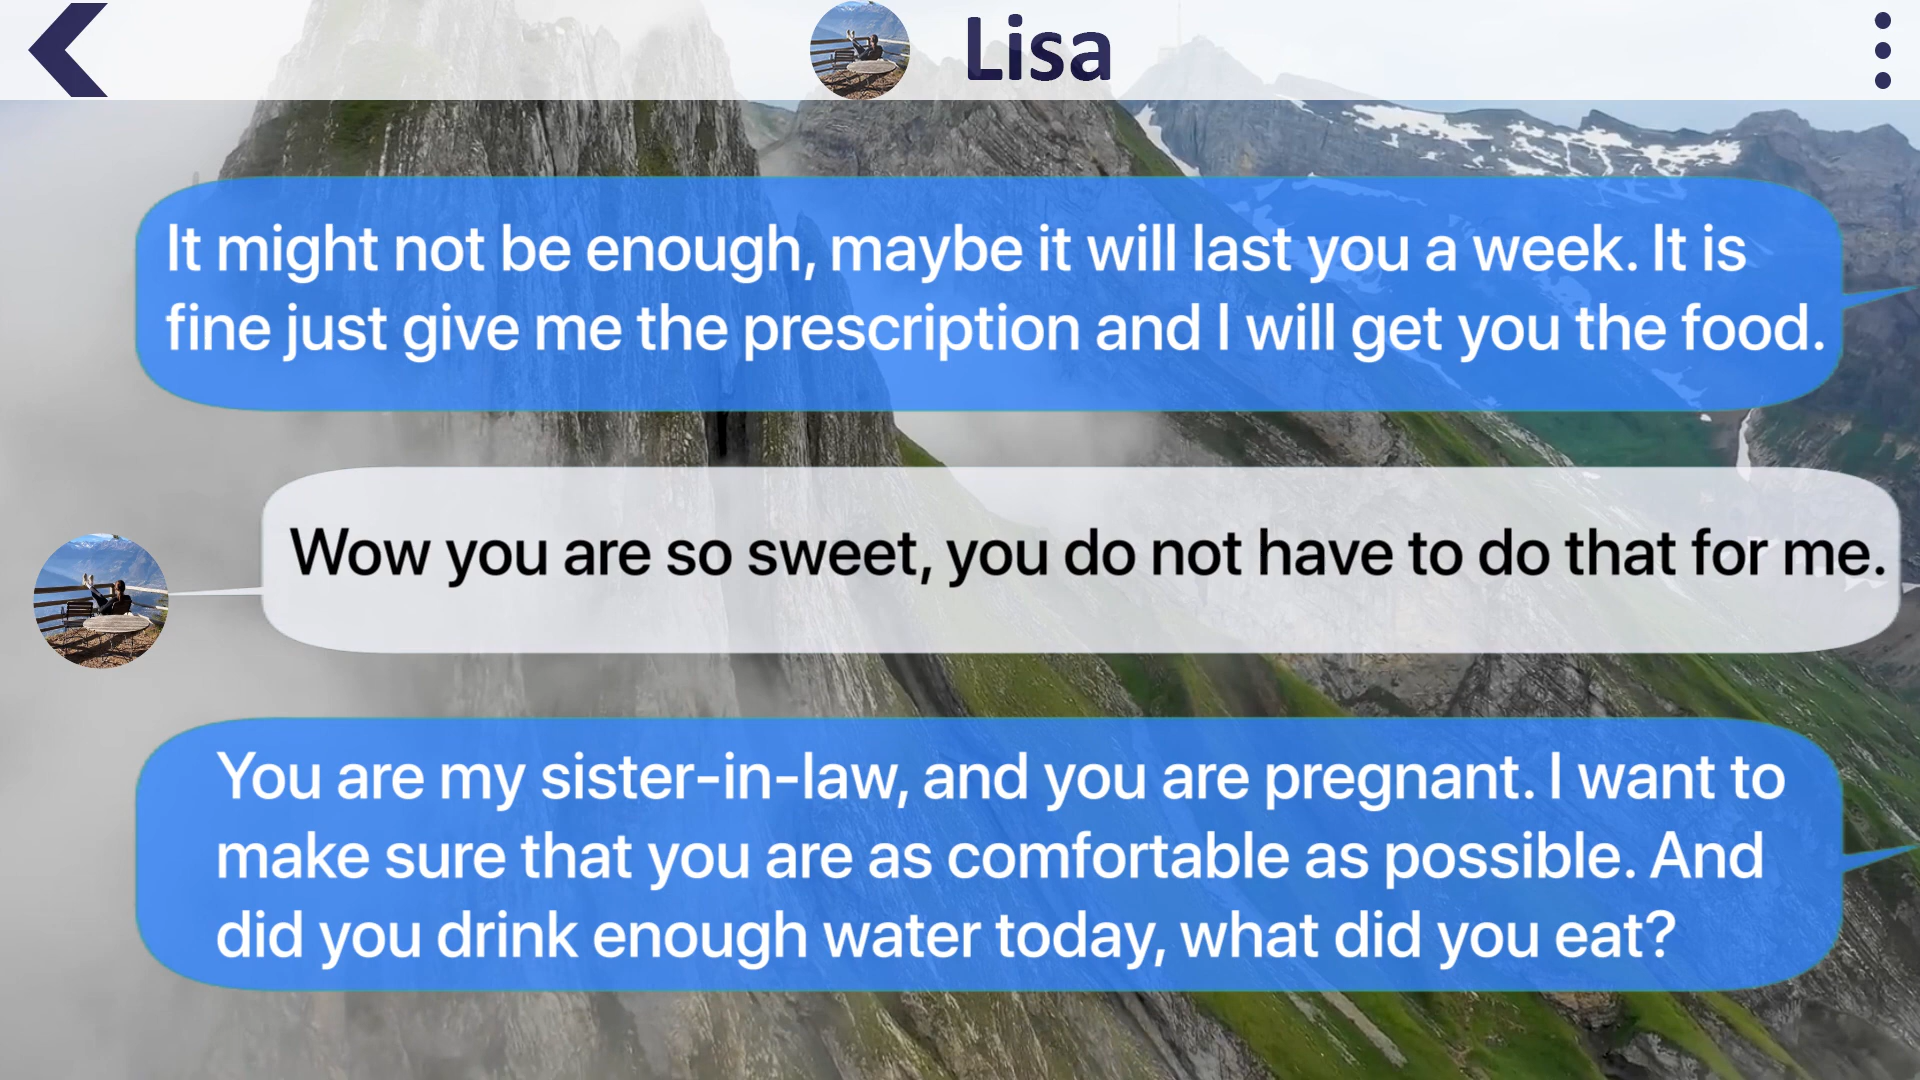 Lisa
It might not be enough, maybe it will last you a week. It is
fine just give me the prescription and I will get you the food.
Wow you are so sweet, you do not have to do that for me.
You are my sister-in-law, and you are pregnant. I want to
make sure that you are as comfortable as possible. And
did you drink enough water today, what did you eat?